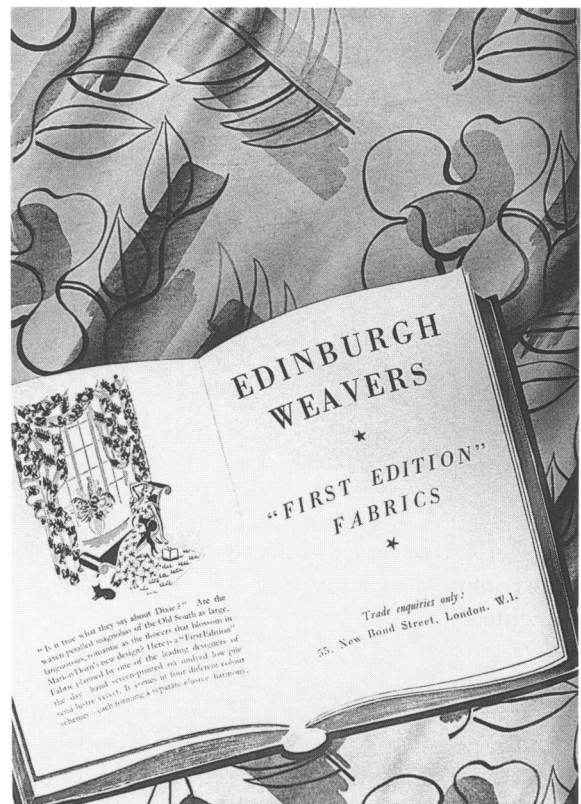 "Is it true what they say about Dixie?" Are the
waxen petalled magnolias of the Old South as large,
languorous, romantic as the flowers that blossom in
Marion Dorn's new design? Here is a "First Edition"
Fabric planned by one of the leading designers of
the day hand screen-printed on undyed low-pile
semi lustre velvet. It comes in four different colour
schemes—each forming a separate elusive harmony.
EDINBURGH
WEAVERS
★
"FIRST EDITION"
FABRICS
★
Trade enquiries only:
55, New Bond Street, London, W.1.